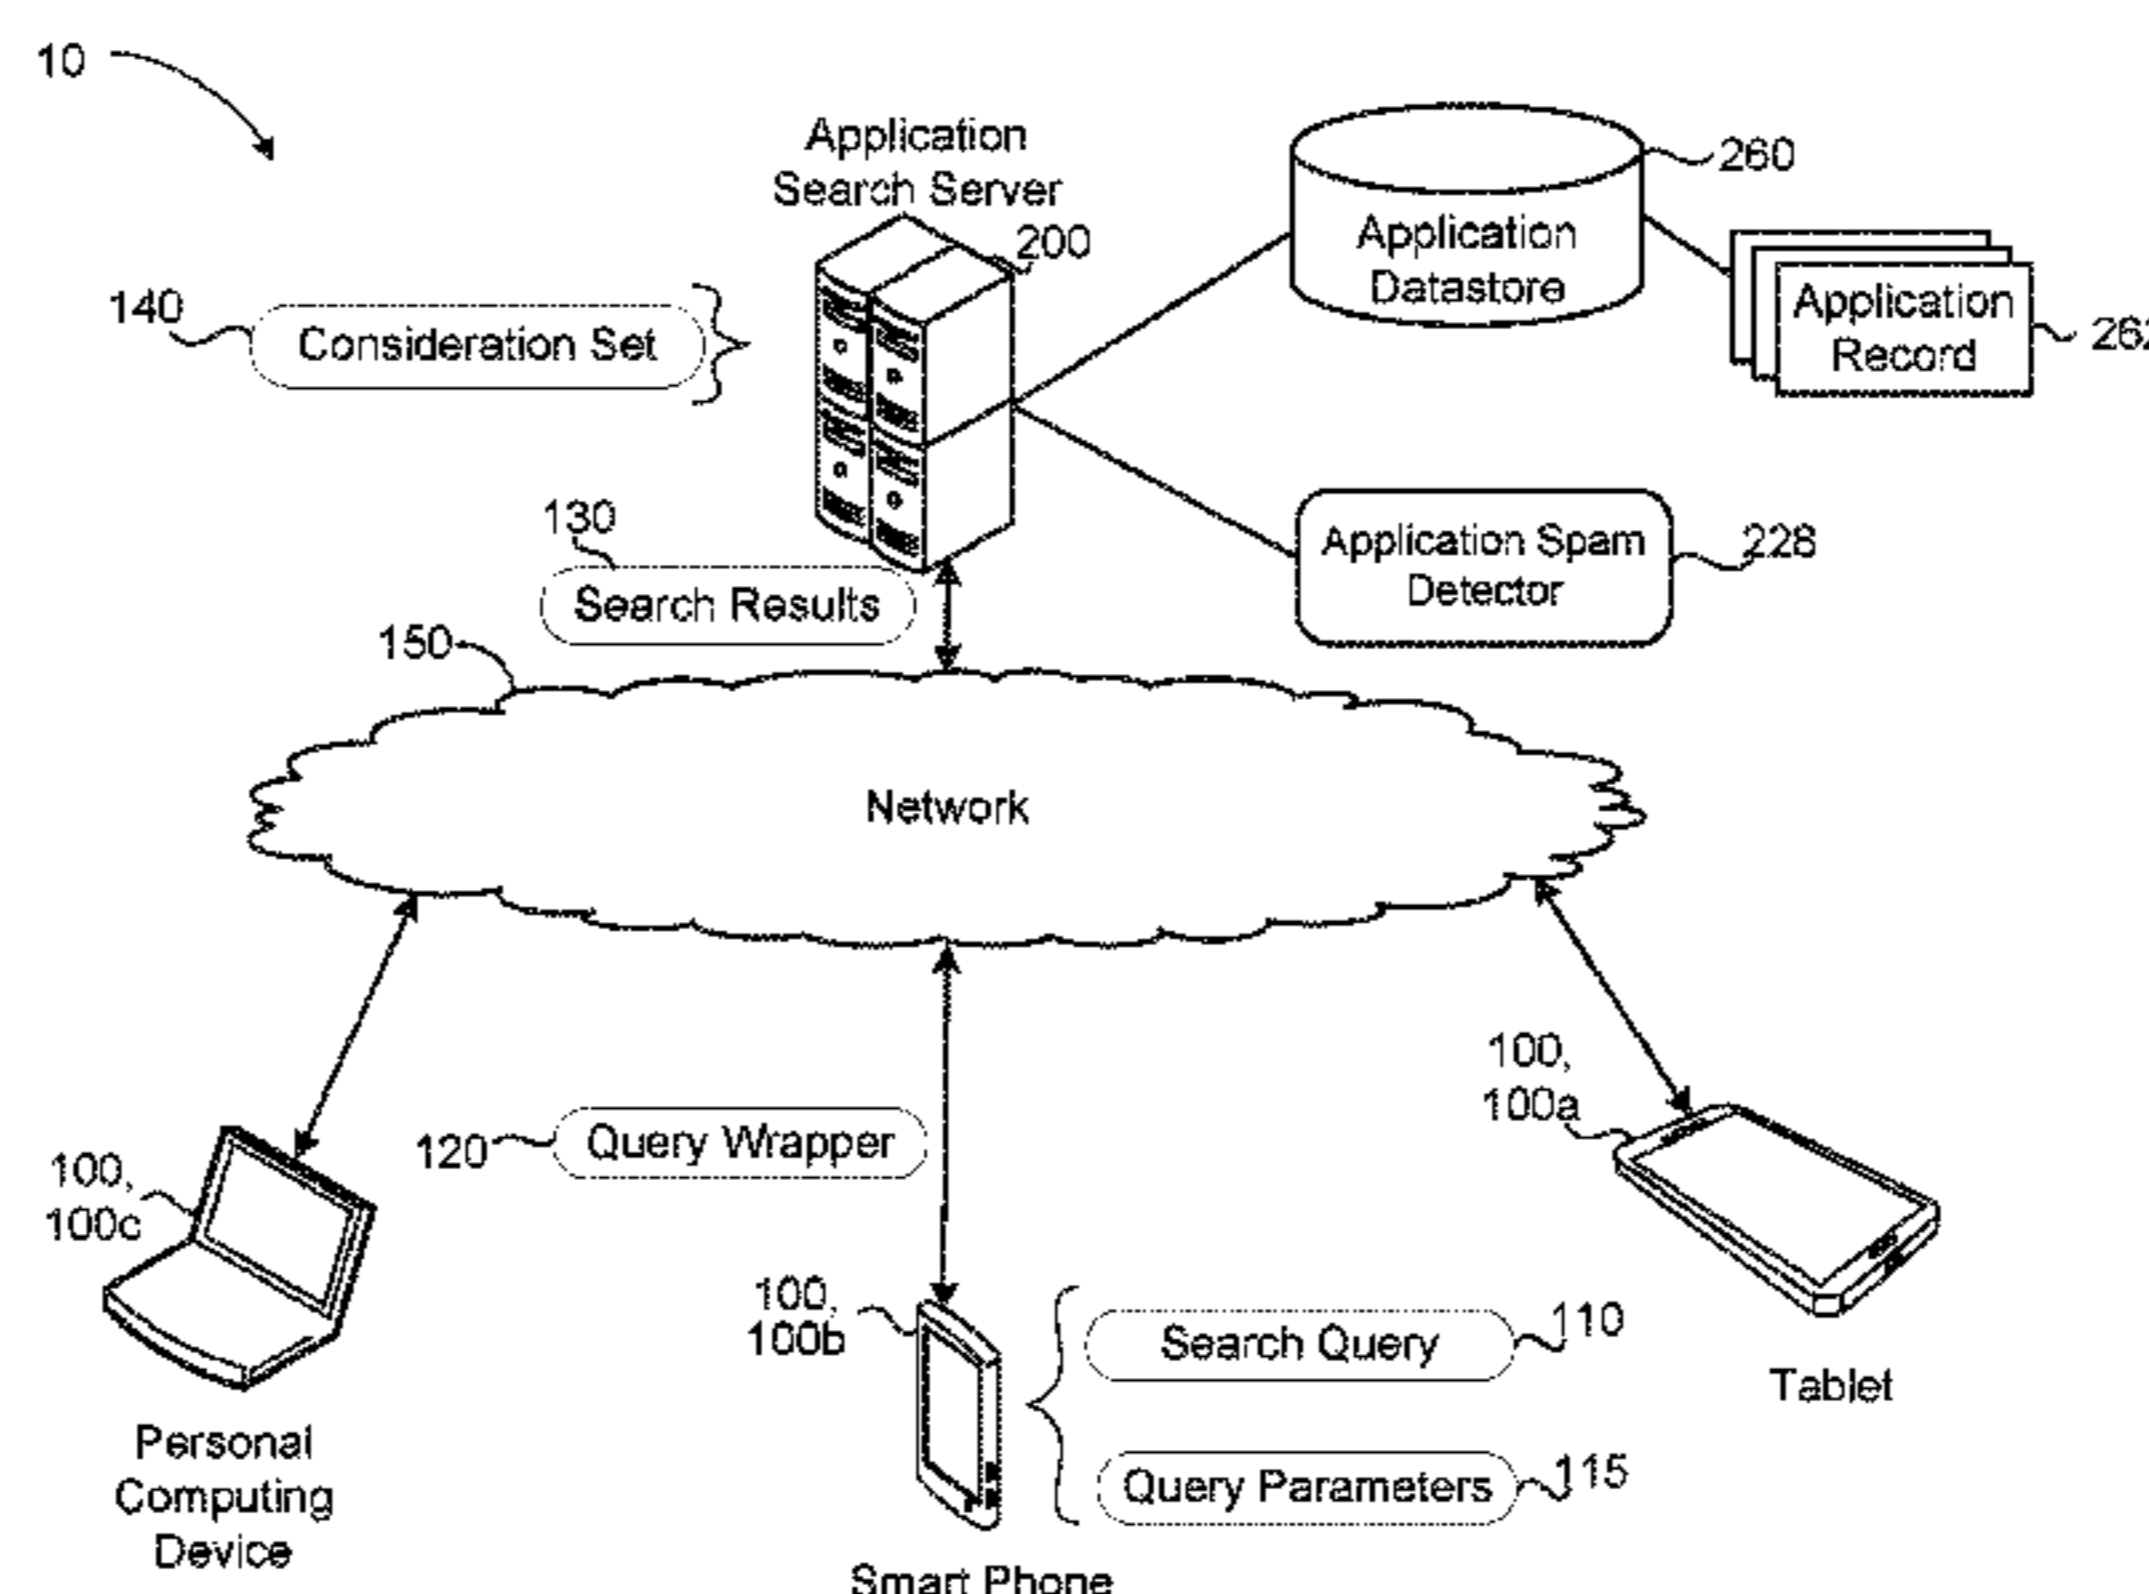 10
Application
Search Server
200
260
Application
Datastore
Application
Record
262
140
Consideration Set
130
Search Results
Application Spam
Detector
228
150
Network
100,
100a
120
Query Wrapper
100,
100c
100,
100b
Search Query
110
Tablet
Query Parameters
115
Personal
Computing
Device
Smart Phone